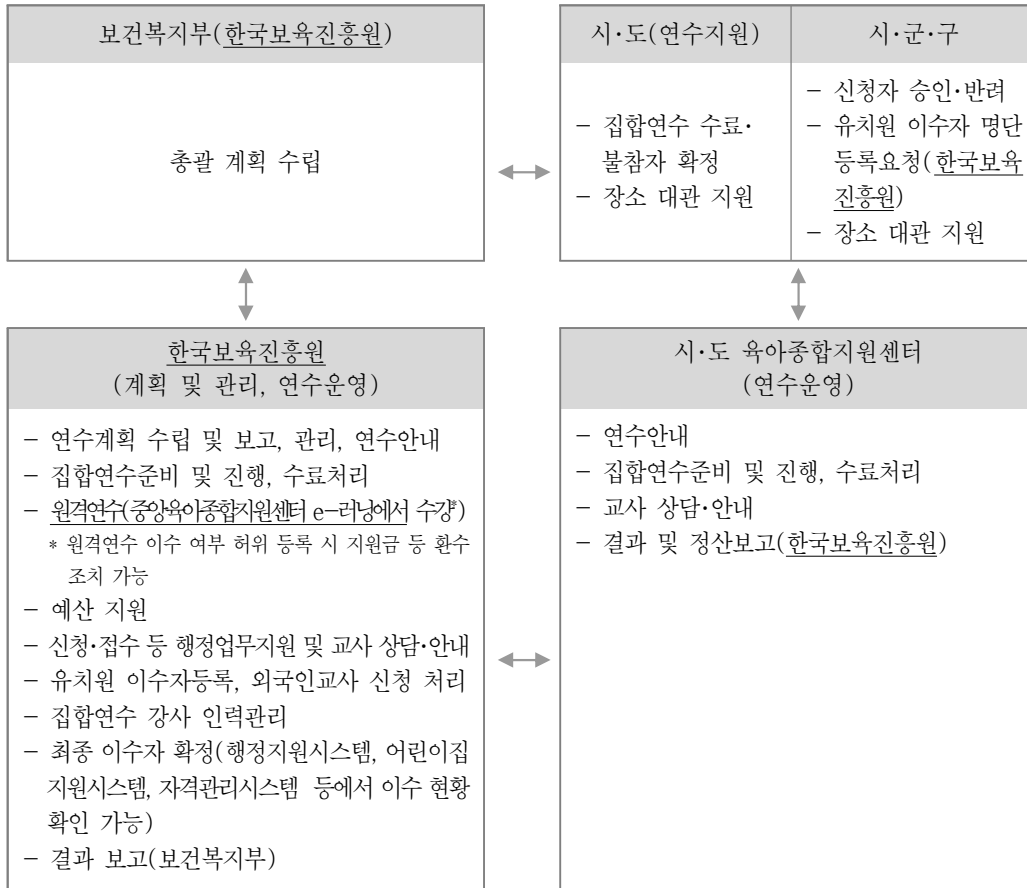 보건복지부(한국보육진흥원)
총괄 계획 수립
시·도(연수지원)
- 집합연수 수료·
불참자 확정
- 장소 대관 지원
시·군·구
- 신청자 승인·반려
- 유치원 이수자 명단
등록요청(한국보육
진흥원)
- 장소 대관 지원
한국보육진흥원
(계획 및 관리, 연수운영)
- 연수계획 수립 및 보고, 관리, 연수안내
- 집합연수준비 및 진행, 수료처리
- 원격연수(중앙육아종합지원센터 e-러닝에서 수강*)
* 원격연수 이수 여부 허위 등록 시 지원금 등 환수
조치 가능
- 예산 지원
- 신청·접수 등 행정업무지원 및 교사 상담·안내
- 유치원 이수자등록, 외국인교사 신청 처리
- 집합연수 강사 인력관리
- 최종 이수자 확정(행정지원시스템, 어린이집
지원시스템, 자격관리시스템 등에서 이수 현황
확인 가능)
- 결과 보고(보건복지부)
시·도 육아종합지원센터
(연수운영)
- 연수안내
- 집합연수준비 및 진행, 수료처리
- 교사 상담·안내
- 결과 및 정산보고(한국보육진흥원)